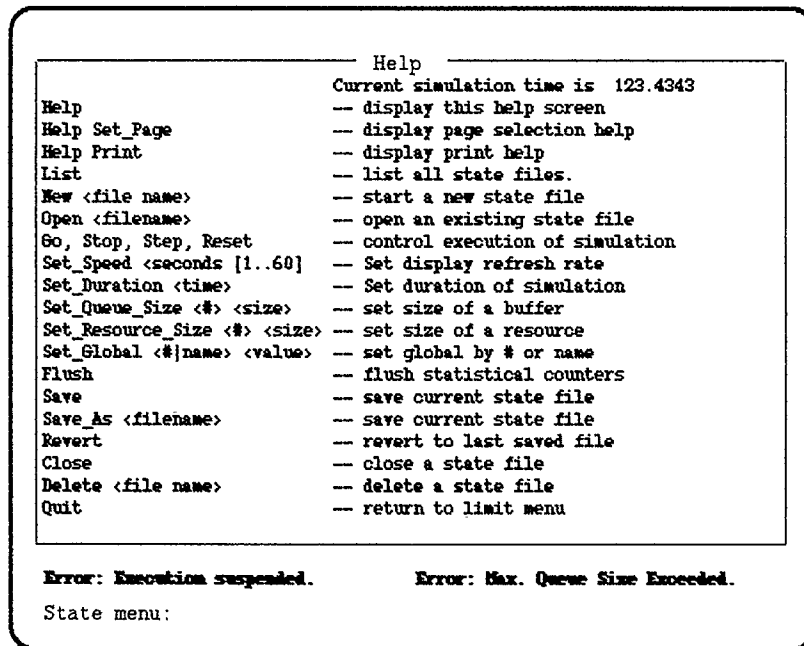 Help
Current simulation time is 123.4343
Help -- display this help screen
Help Set_Page -- display page selection help
Help Print -- display print help
List -- list all state files.
New <file name> -- start a new state file
Open <filename> -- open an existing state file
Go, Stop, Step, Reset -- control execution of simulation
Set_Speed <seconds [1..60] -- Set display refresh rate
Set_Duration <time> -- Set duration of simulation
Set_Queue_Size <#> <size> -- set size of a buffer
Set_Resource_Size <#> <size> -- set size of a resource
Set_Global <#|name> <value> -- set global by # or name
Flush -- flush statistical counters
Save -- save current state file
Save_As <filename> -- save current state file
Revert -- revert to last saved file
Close -- close a state file
Delete <file name> -- delete a state file
Quit -- return to limit menu
Error: Execution suspended. Error: Max. Queue Size Exceeded.
State menu: